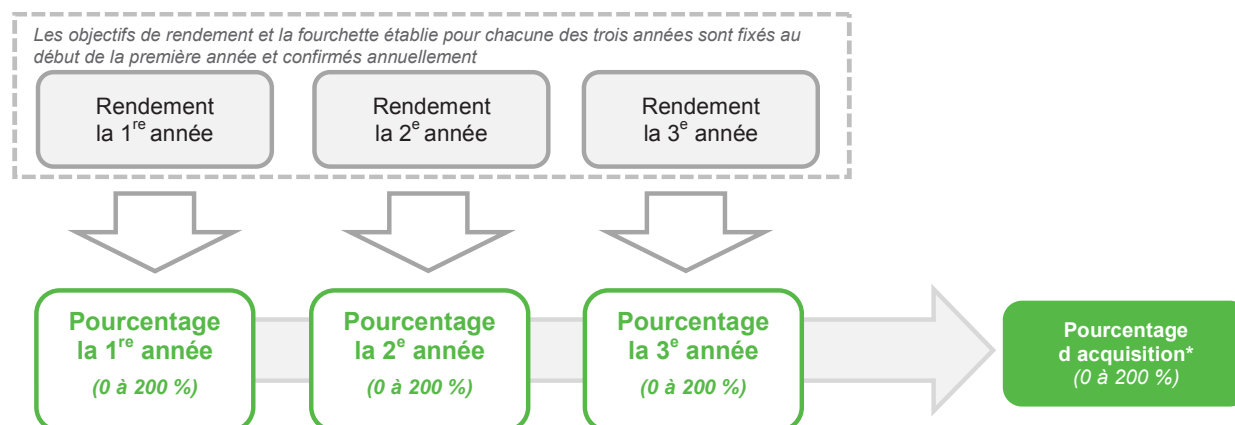 Les objectifs de rendement et la fourchette établie pour chacune des trois années sont fixés au
début de la première année et confirmés annuellement
Rendement
la 1re année
Rendement
la 2e année
Rendement
la 3e année
Pourcentage
la 1re année
(0 à 200 %)
Pourcentage
la 2e année
(0 à 200 %)
Pourcentage
la 3e année
(0 à 200 %)
Pourcentage
d acquisition*
(0 à 200 %)